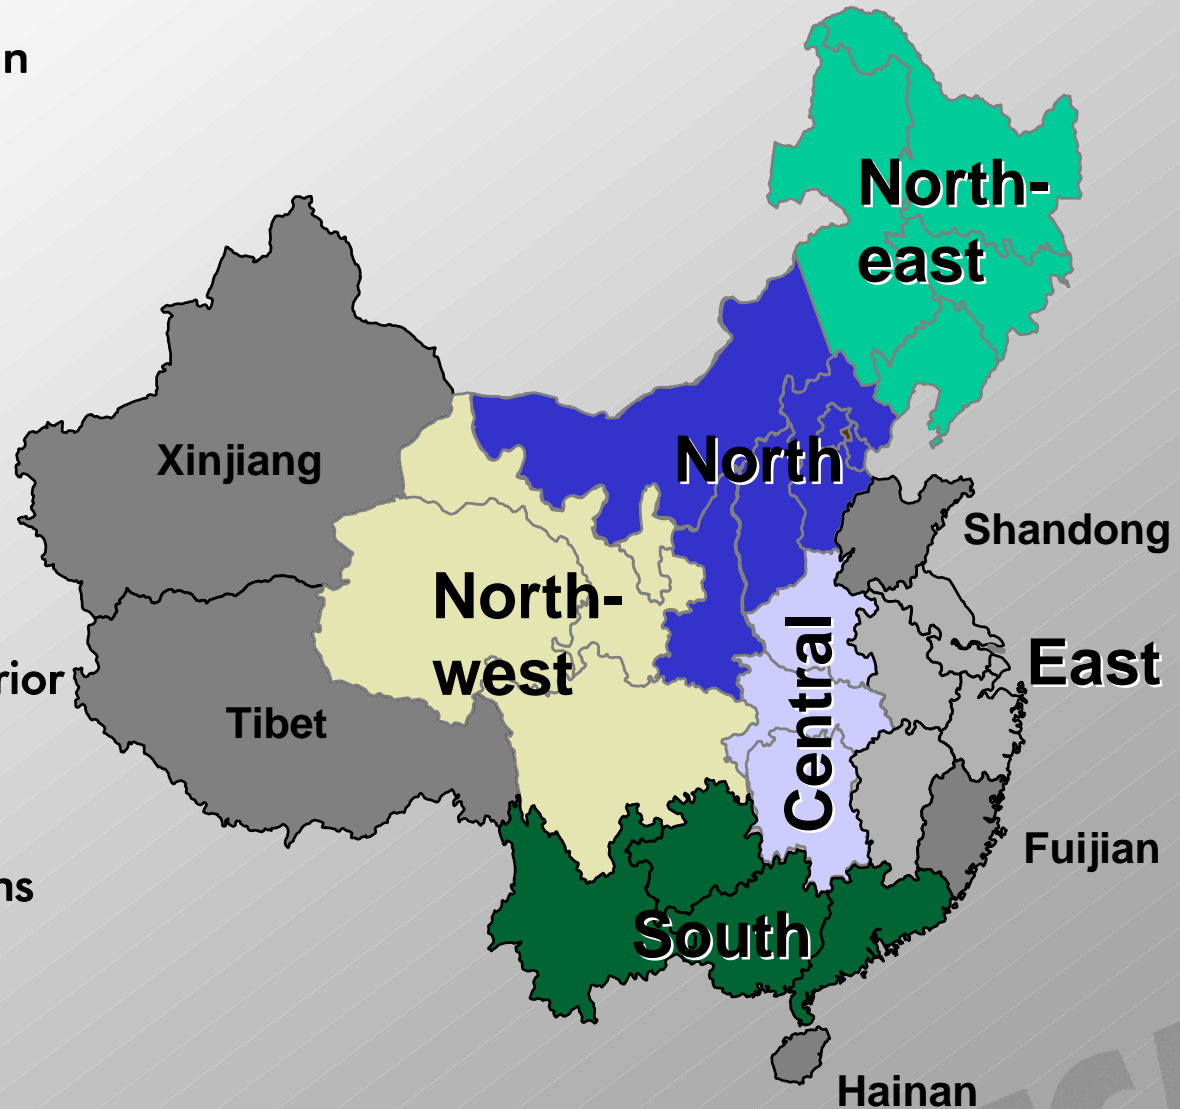 n
North-
east
Xinjiang
North
Shandong
North-
west
Central
East
rior
Tibet
Fuijian
ns
South
Hainan